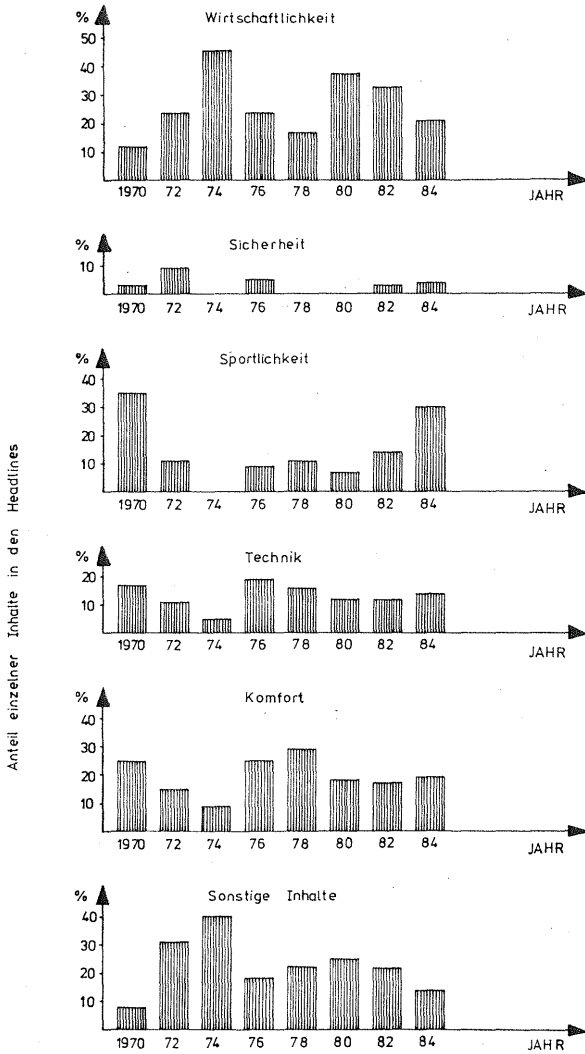 Anteil einzelner Inhalte in den Headlines
% Wirtschaftlichkeit
50
40
30
20
10
1970 72 74 76 78 80 82 84 JAHR
% Sicherheit
10
1970 72 74 76 78 80 82 84 JAHR
% Sportlichkeit
40
30
20
10
1970 72 74 76 78 80 82 84 JAHR
% Technik
20
10
1970 72 74 76 78 80 82 84 JAHR
% Komfort
40
30
20
10
1970 72 74 76 78 80 82 84 JAHR
% Sonstige Inhalte
40
30
20
10
1970 72 74 76 78 80 82 84 JAHR